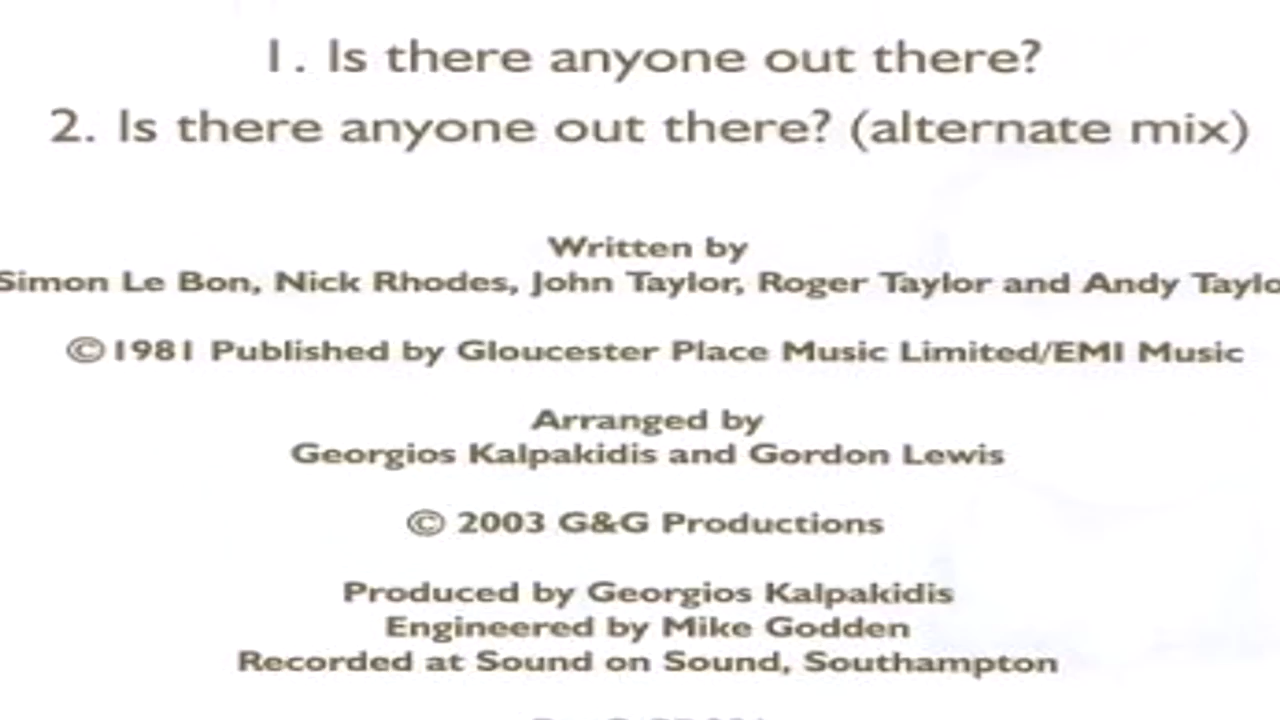 1. Is there anyone out there?
2. Is there anyone out there? (alternate mix)
Written by
Simon Le Bon, Nick Rhodes, John Taylor, Roger Taylor and Andy Taylo
©1981 Published by Gloucester Place Music Limited/EMI Music
Arranged by
Georgios Kalpakidis and Gordon Lewis
© 2003 G&G Productions
Produced by Georgios Kalpakidis
Engineered by Mike Godden
Recorded at Sound on Sound, Southampton